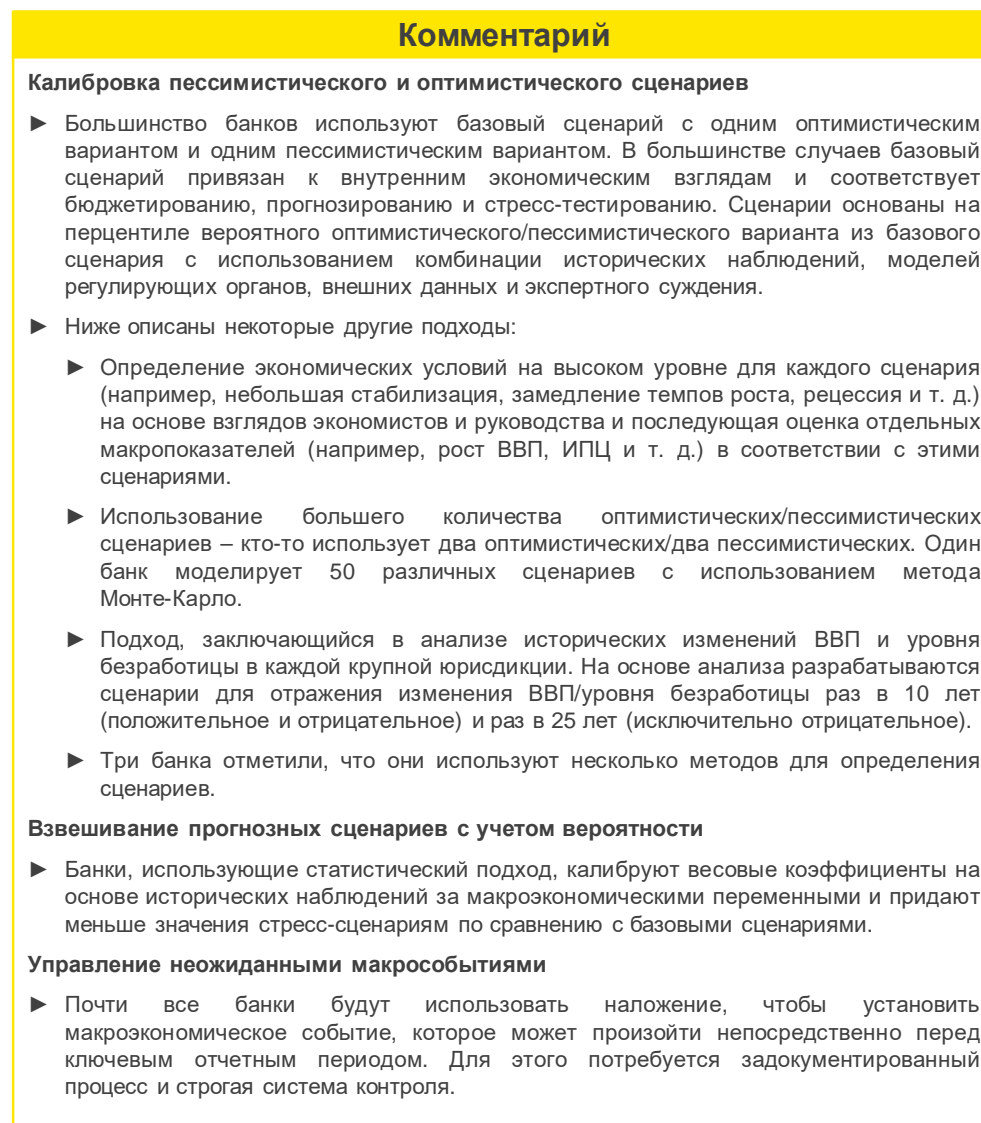 Комментарий
Калибровка пессимистического и оптимистического сценариев
► Большинство банков используют базовый сценарий с одним оптимистическим
вариантом и одним пессимистическим вариантом. В большинстве случаев базовый
сценарий привязан к внутренним экономическим взглядам и соответствует
бюджетированию, прогнозированию и стресс-тестированию. Сценарии основаны на
перцентиле вероятного оптимистического/пессимистического варианта из базового
сценария с использованием комбинации исторических наблюдений, моделей
регулирующих органов, внешних данных и экспертного суждения.
► Ниже описаны некоторые другие подходы:
► Определение экономических условий на высоком уровне для каждого сценария
(например, небольшая стабилизация, замедление темпов роста, рецессия и т. д.)
на основе взглядов экономистов и руководства и последующая оценка отдельных
макропоказателей (например, рост ВВП, ИПЦ и т. д.) в соответствии с этими
сценариями.
► Использование большего количества оптимистических/пессимистических
сценариев – кто-то использует два оптимистических/два пессимистических. Один
банк моделирует 50 различных сценариев с использованием метода
Монте-Карло.
► Подход, заключающийся в анализе исторических изменений ВВП и уровня
безработицы в каждой крупной юрисдикции. На основе анализа разрабатываются
сценарии для отражения изменения ВВП/уровня безработицы раз в 10 лет
(положительное и отрицательное) и раз в 25 лет (исключительно отрицательное).
► Три банка отметили, что они используют несколько методов для определения
сценариев.
Взвешивание прогнозных сценариев с учетом вероятности
► Банки, использующие статистический подход, калибруют весовые коэффициенты на
основе исторических наблюдений за макроэкономическими переменными и придают
меньше значения стресс-сценариям по сравнению с базовыми сценариями.
Управление неожиданными макрособытиями
► Почти все банки будут использовать наложение, чтобы установить
макроэкономическое событие, которое может произойти непосредственно перед
ключевым отчетным периодом. Для этого потребуется задокументированный
процесс и строгая система контроля.